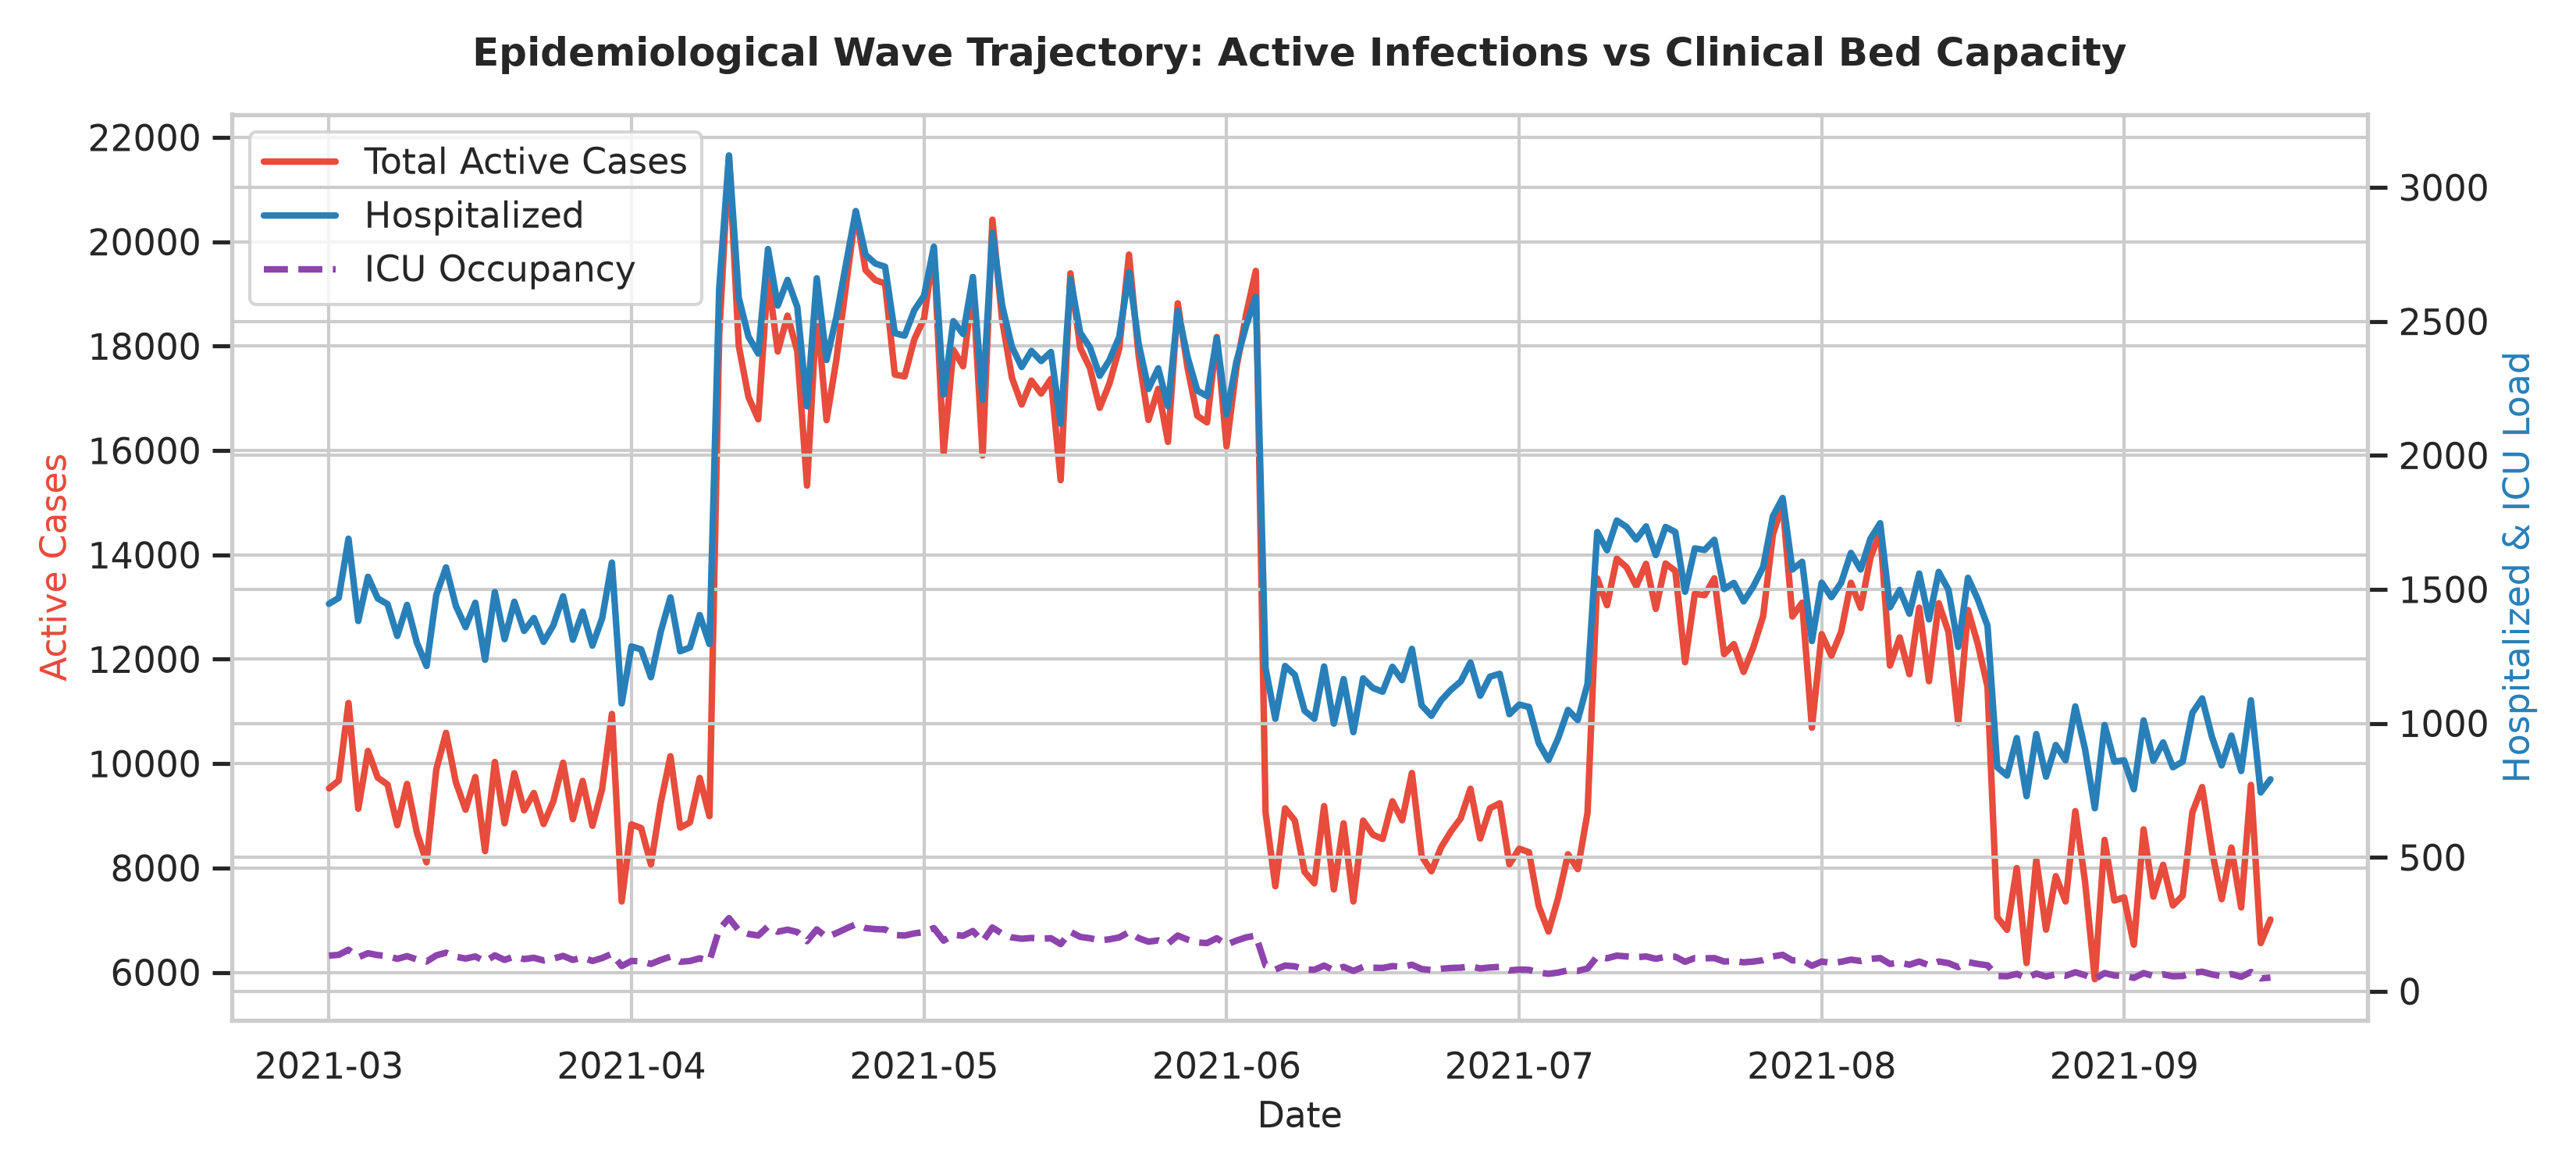 Epidemiological Wave Trajectory: Active Infections vs Clinical Bed Capacity
Total Active Cases
Hospitalized
ICU Occupancy
Active Cases
22000
20000
18000
16000
14000
12000
10000
8000
6000
3000
2500
2000
1500
1000
500
0
Hospitalized & ICU Load
2021-03 2021-04 2021-05 2021-06 2021-07 2021-08 2021-09
Date